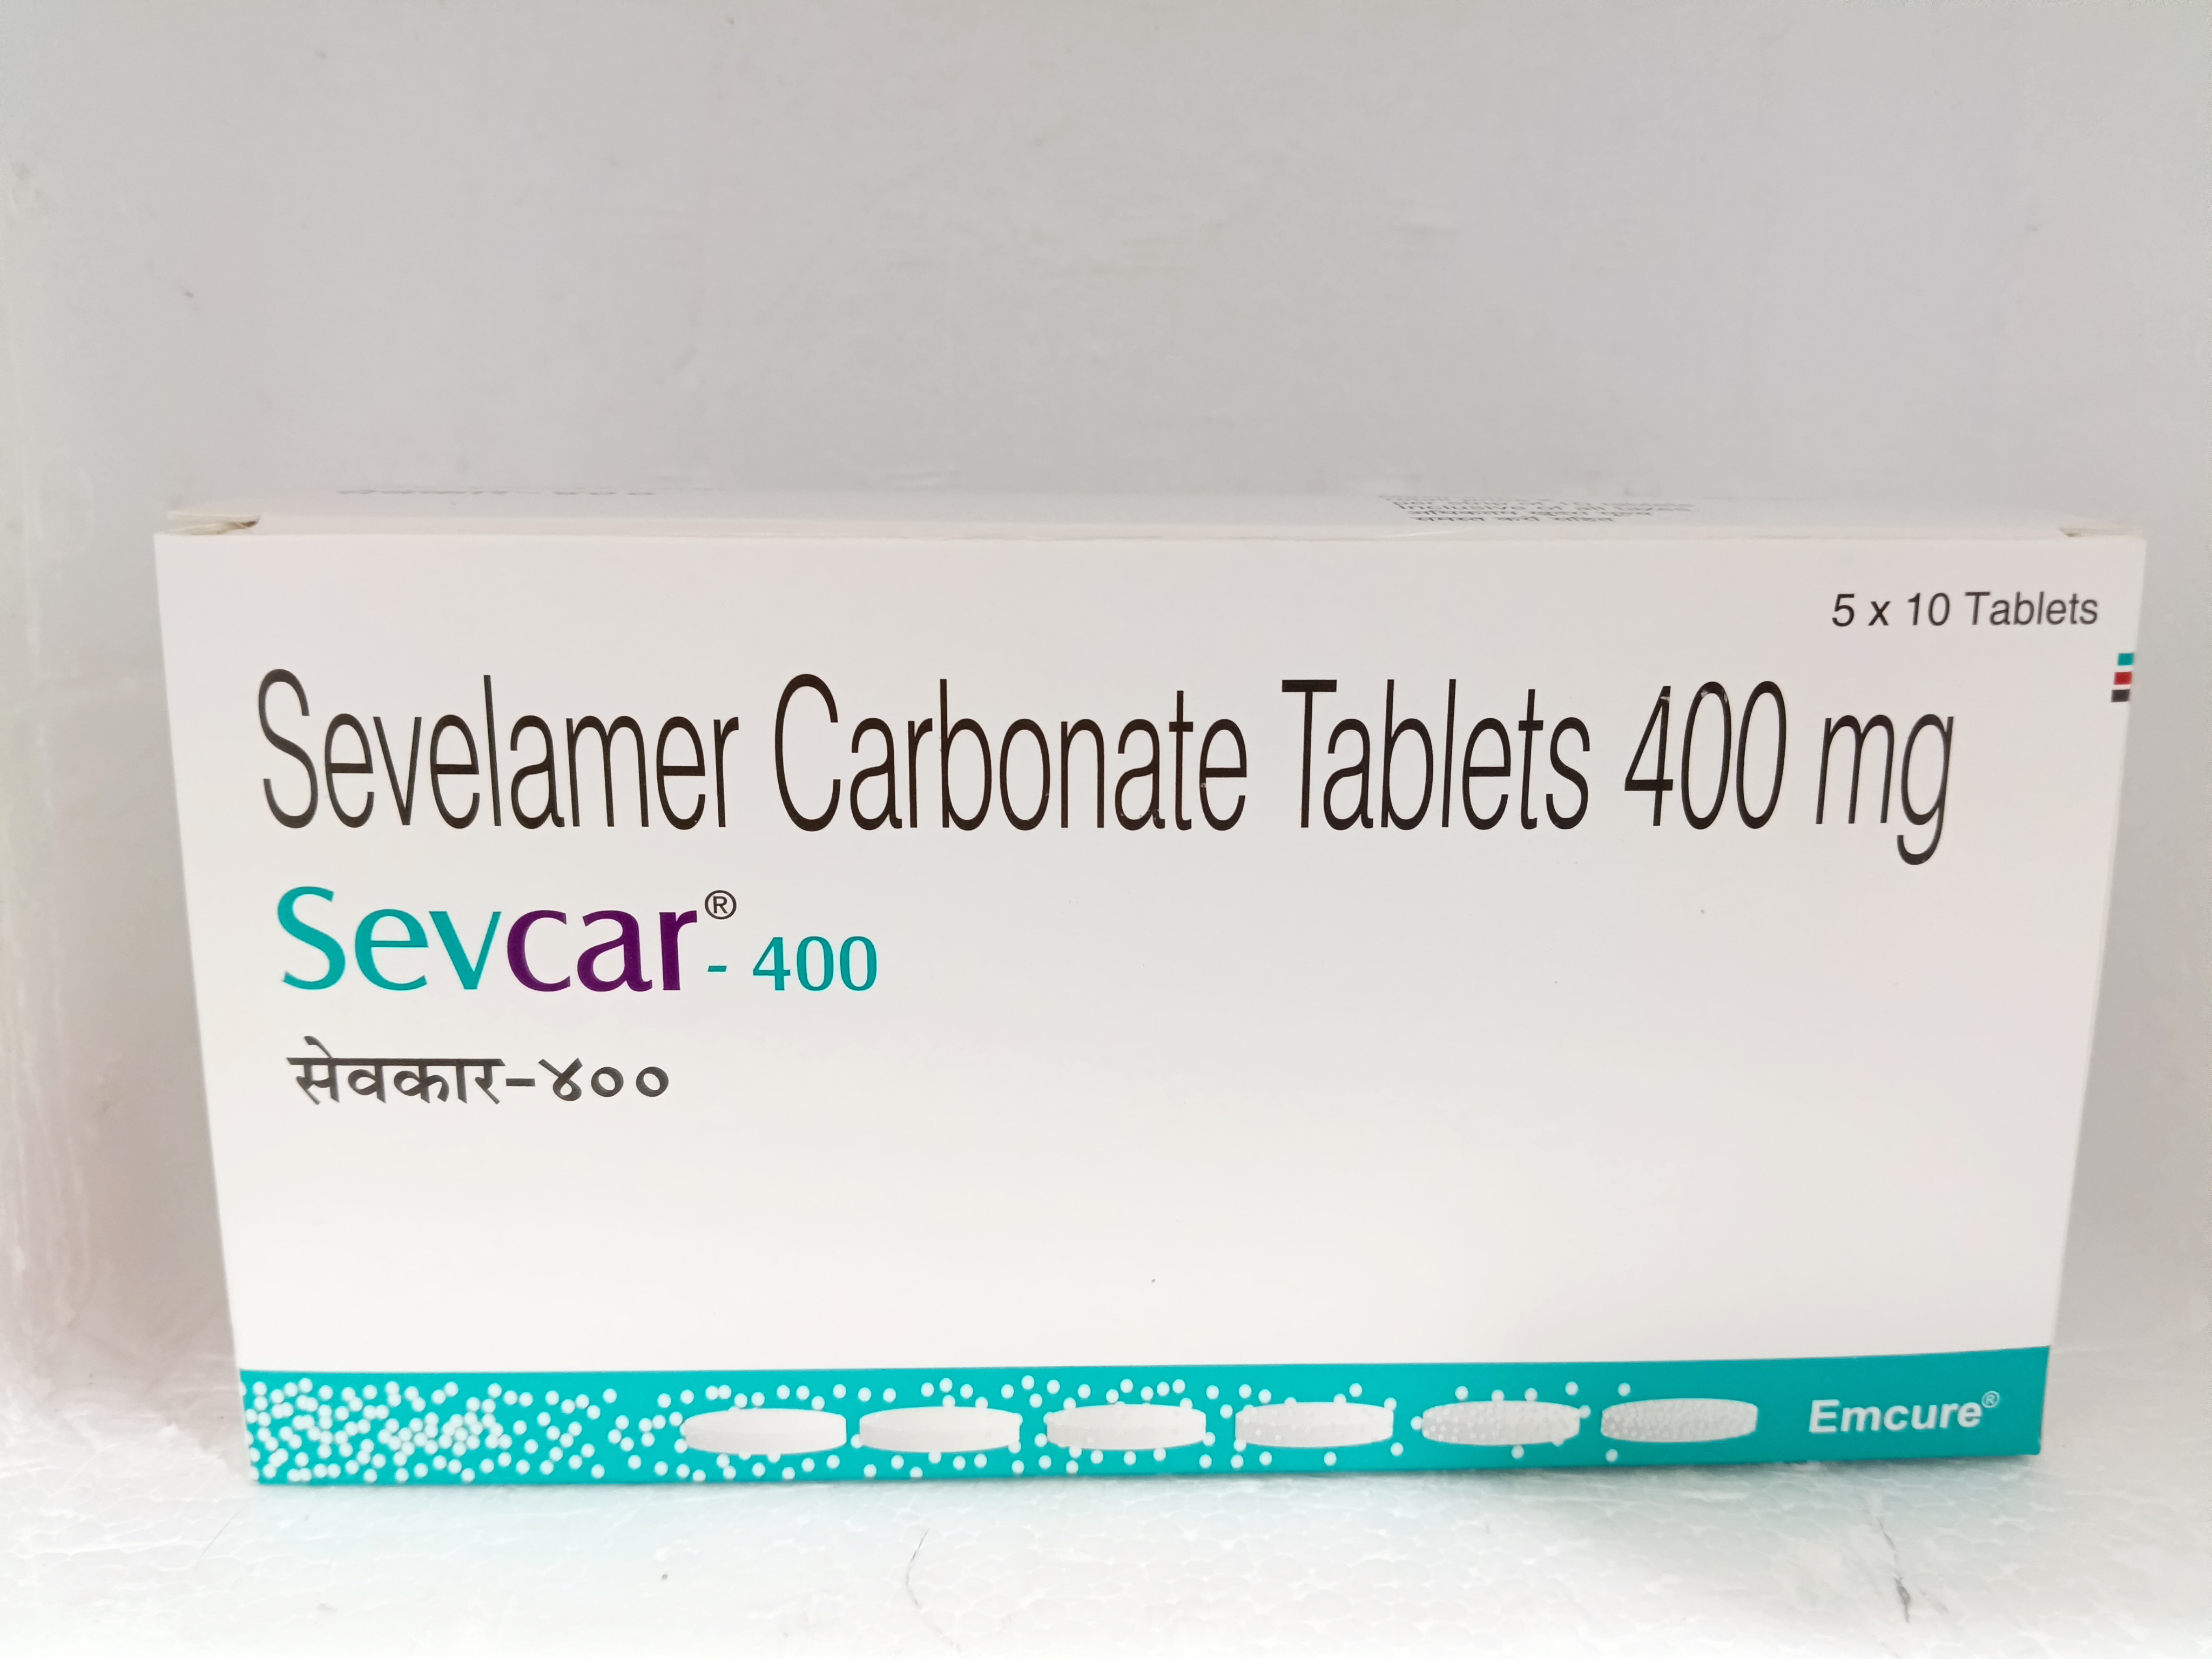 5 x 10 Tablets
Sevelamer Carbonate Tablets 400 mg
Sevcar® - 400
सेवकार-४००
Emcure®